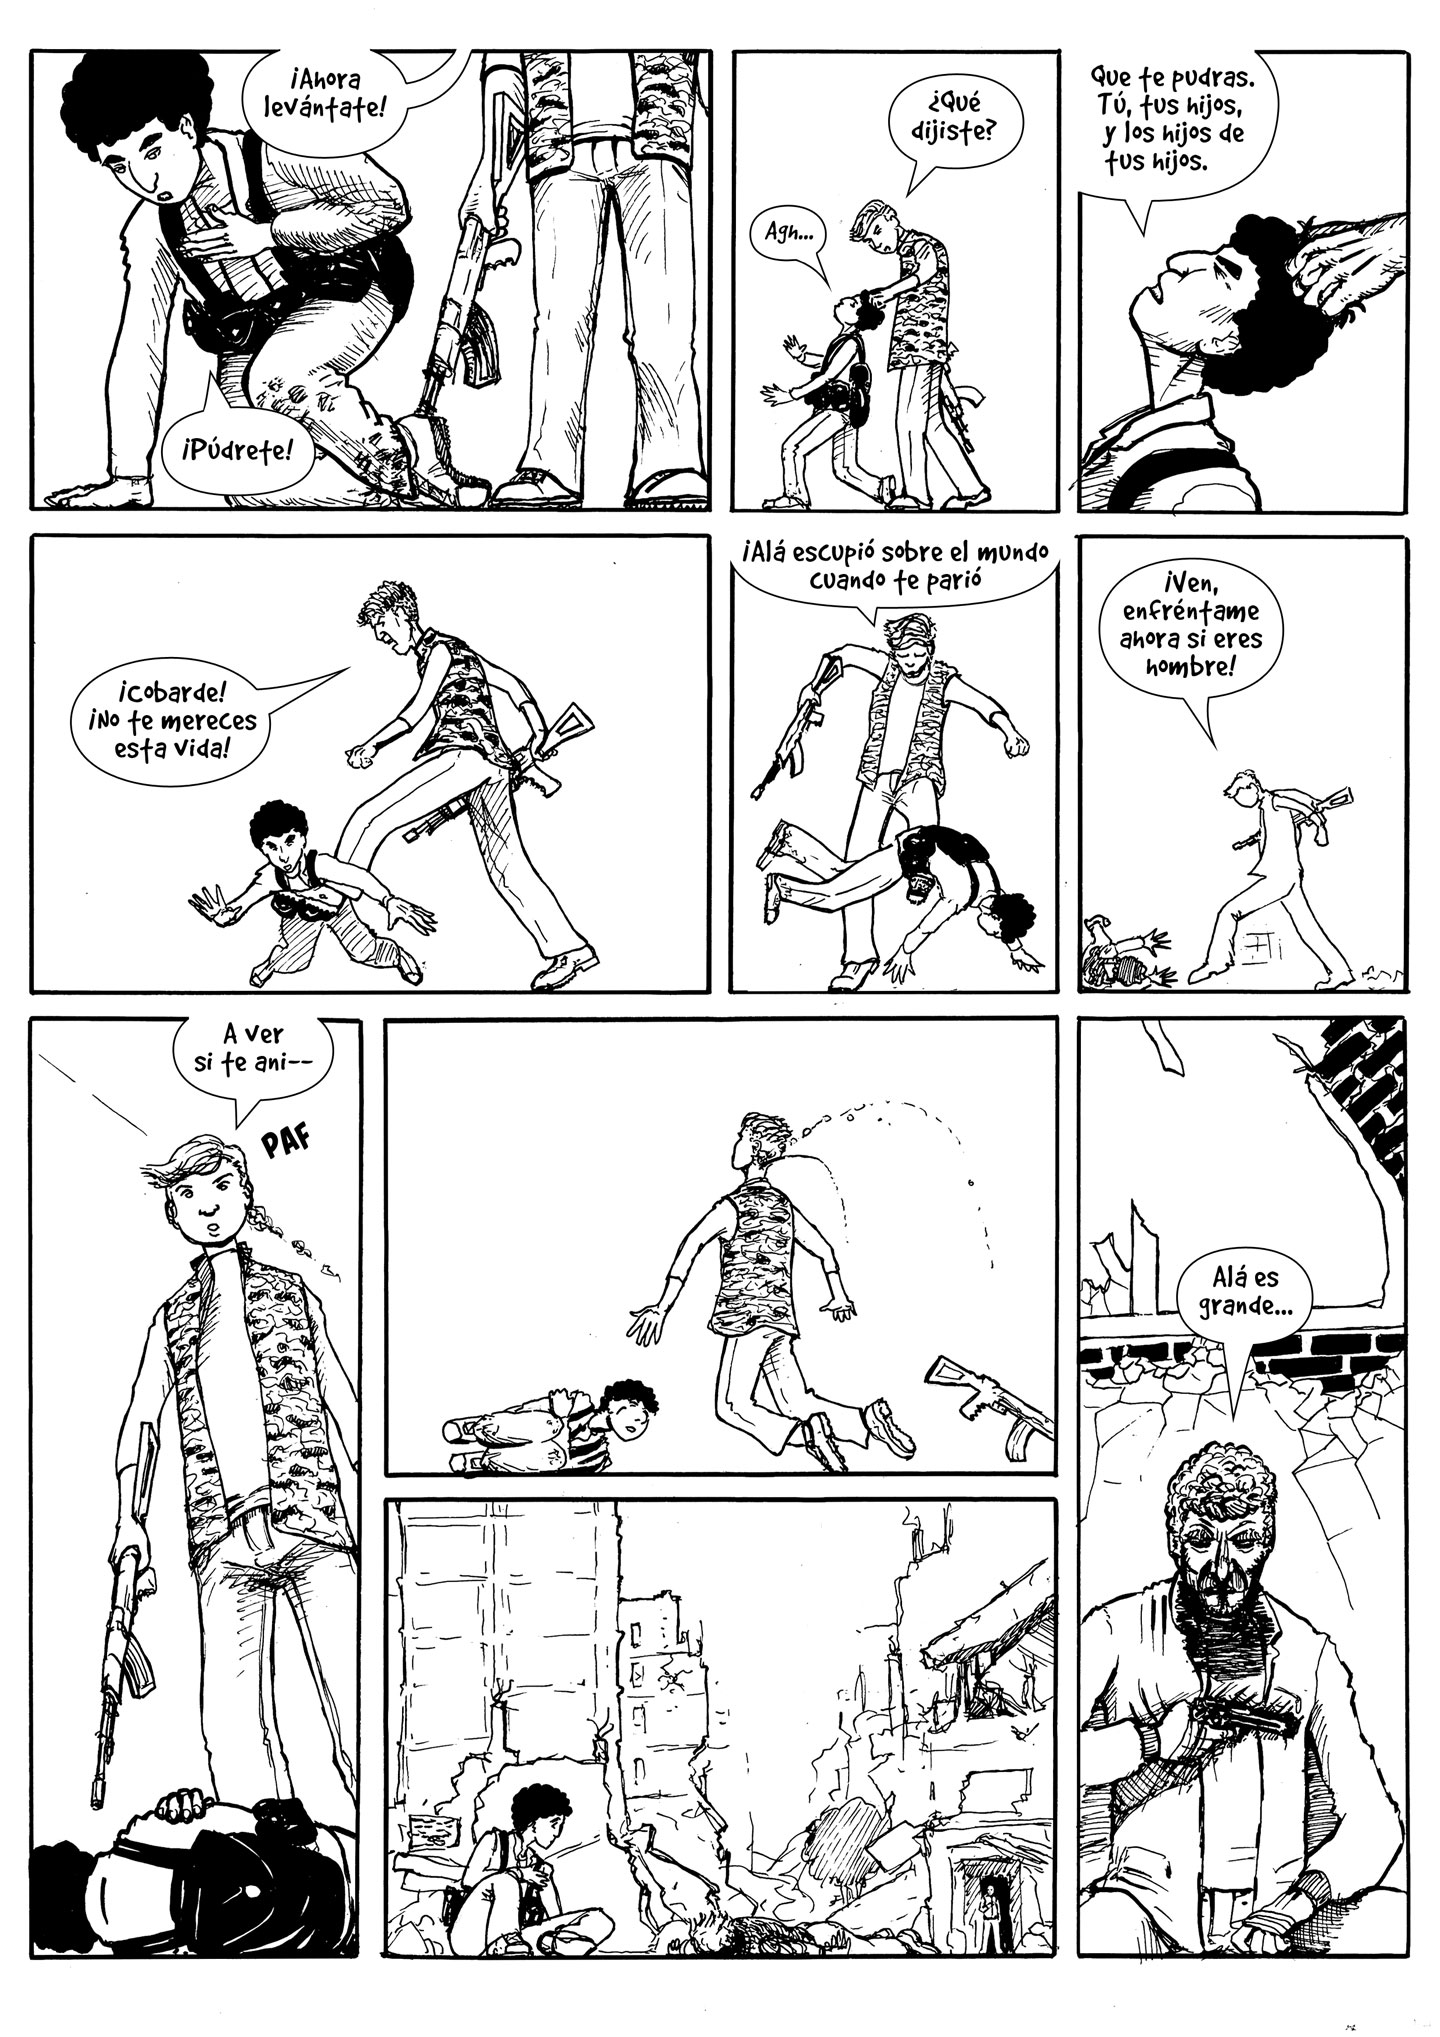 ¡Ahora
levántate!
¡Púdrete!
¿Qué
dijiste?
Agh...
Que te pudras.
Tú, tus hijos,
y los hijos de
tus hijos.
¡Cobarde!
¡No te mereces
esta vida!
¡Alá escupió sobre el mundo
cuando te parió
¡Ven,
enfréntame
ahora si eres
hombre!
A ver
si te ani--
PAF
Alá es
grande...